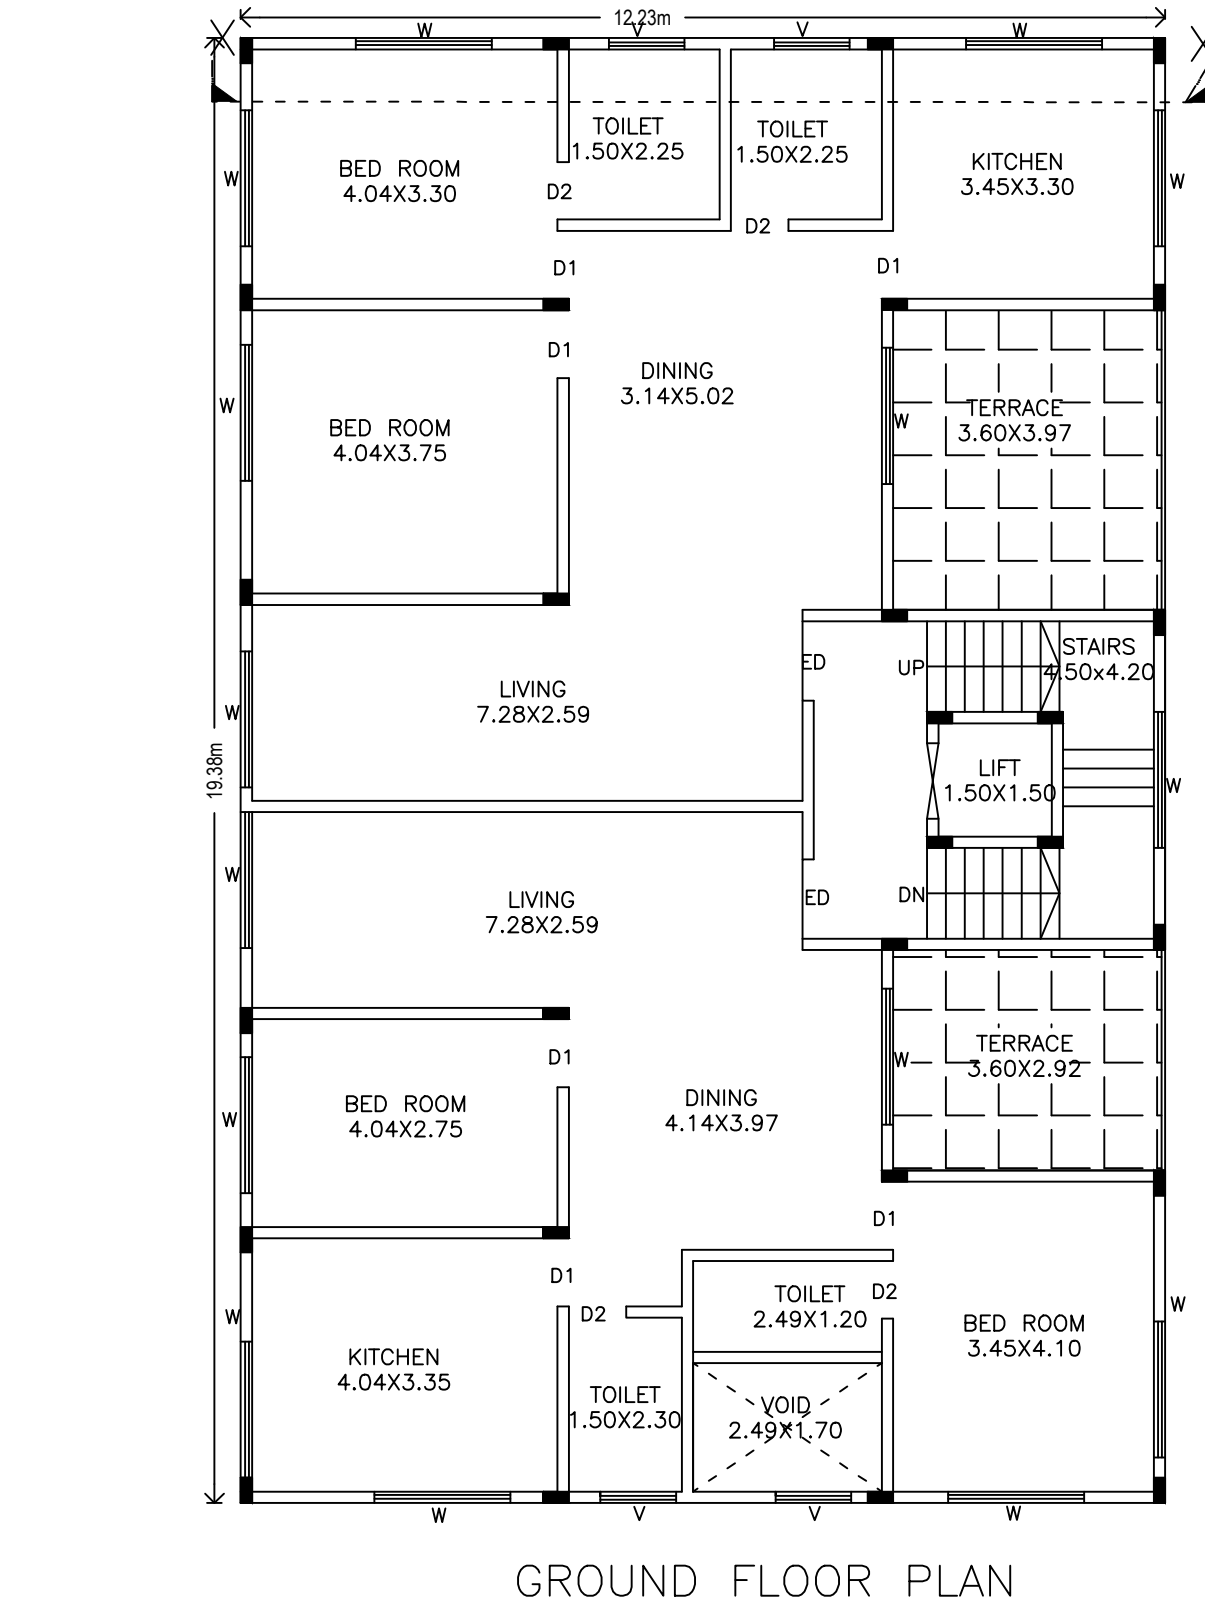 12.23m
W
V
V
W
TOILET
1.50X2.25
TOILET
1.50X2.25
BED ROOM
4.04X3.30
KITCHEN
3.45X3.30
W
W
D2
D2
D1
D1
D1
DINING
3.14X5.02
W
BED ROOM
4.04X3.75
TERRACE
3.60X3.97
W
STAIRS
4.50x4.20
ED
UP
LIVING
7.28X2.59
W
19.38m
LIFT
1.50X1.50
W
W
LIVING
7.28X2.59
ED
DN
TERRACE
3.60X2.92
W
D1
BED ROOM
4.04X2.75
W
DINING
4.14X3.97
D1
D1
D2
TOILET
2.49X1.20
D2
W
W
BED ROOM
3.45X4.10
KITCHEN
4.04X3.35
TOILET
1.50X2.30
VOID
2.49X1.70
W
V
V
W
GROUND FLOOR PLAN